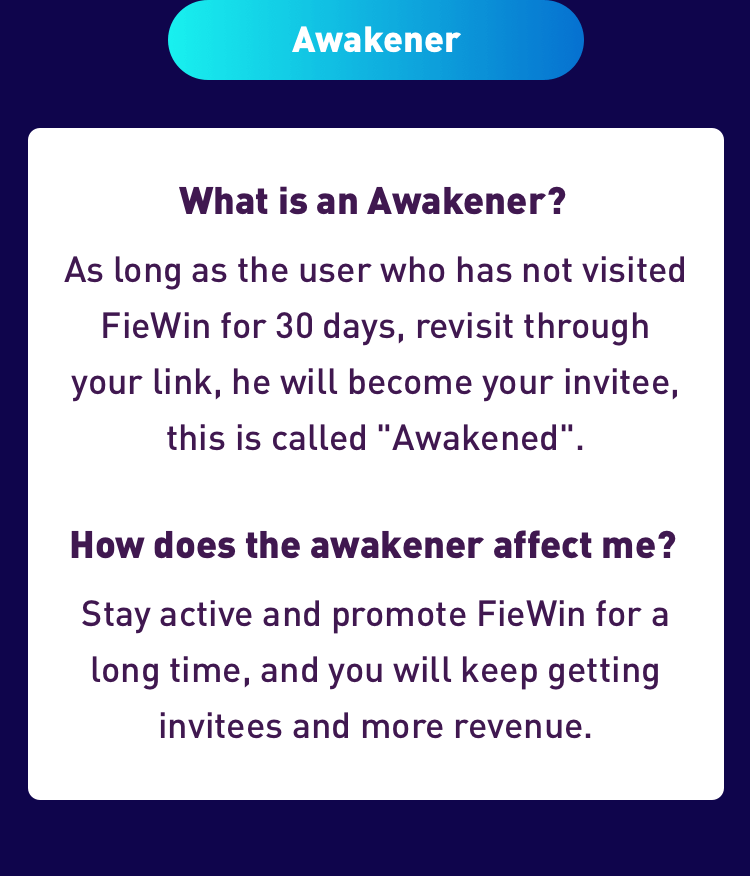 Awakener
What is an Awakener?
As long as the user who has not visited
FieWin for 30 days, revisit through
your link, he will become your invitee,
this is called "Awakened".
How does the awakener affect me?
Stay active and promote FieWin for a
long time, and you will keep getting
invitees and more revenue.